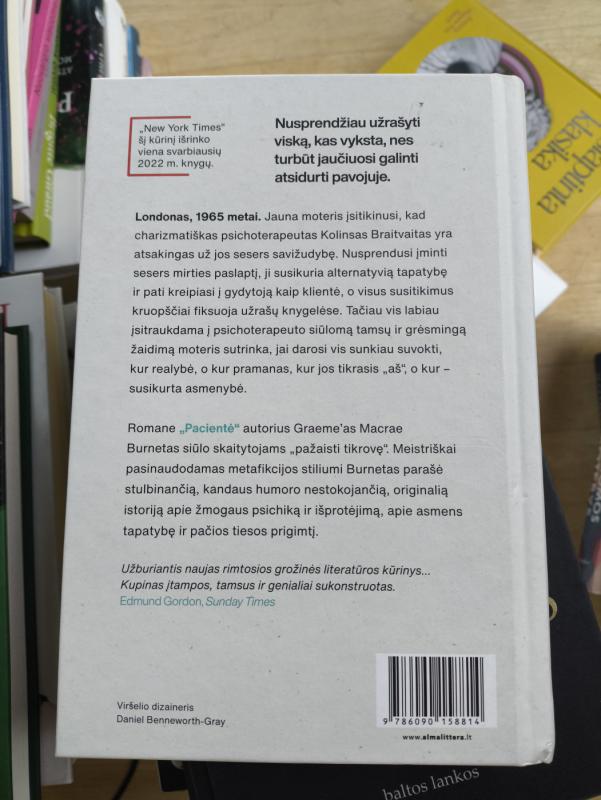 „New York Times“
šį kūrinį išrinko
viena svarbiausių
2022 m. knygų.
Nusprendžiau užrašyti
viską, kas vyksta, nes
turbūt jaučiuosi galinti
atsidurti pavojuje.
Londonas, 1965 metai. Jauna moteris įsitikinusi, kad
charizmatiškas psichoterapeutas Kolinsas Braitvaitas yra
atsakingas už jos sesers savižudybę. Nusprendusi įminti
sesers mirties paslaptį, ji susikuria alternatyvią tapatybę
ir pati kreipiasi į gydytoją kaip klientė, o visus susitikimus
kruopščiai fiksuoja užrašų knygelėse. Tačiau vis labiau
įsitraukdama į psichoterapeuto siūlomą tamsų ir grėsmingą
žaidimą moteris sutrinka, jai darosi vis sunkiau suvokti,
kur realybė, o kur pramanas, kur jos tikrasis „aš“, o kur –
susikurta asmenybė.
Romane „Pacientė“ autorius Graeme’as Macrae
Burnetas siūlo skaitytojams „pažaisti tikrovę“. Meistriškai
pasinaudodamas metafikcijos stiliumi Burnetas parašė
stulbinančią, kandaus humoro nestokojančią, originalią
istoriją apie žmogaus psichiką ir išprotėjimą, apie asmens
tapatybę ir pačios tiesos prigimtį.
Užburiantis naujas rimtosios grožinės literatūros kūrinys...
Kupinas įtampos, tamsus ir genialiai sukonstruotas.
Edmund Gordon, Sunday Times
Viršelio dizaineris
Daniel Benneworth-Gray
9 786090 158814
www.almalittera.lt
klasika
baltos lankos